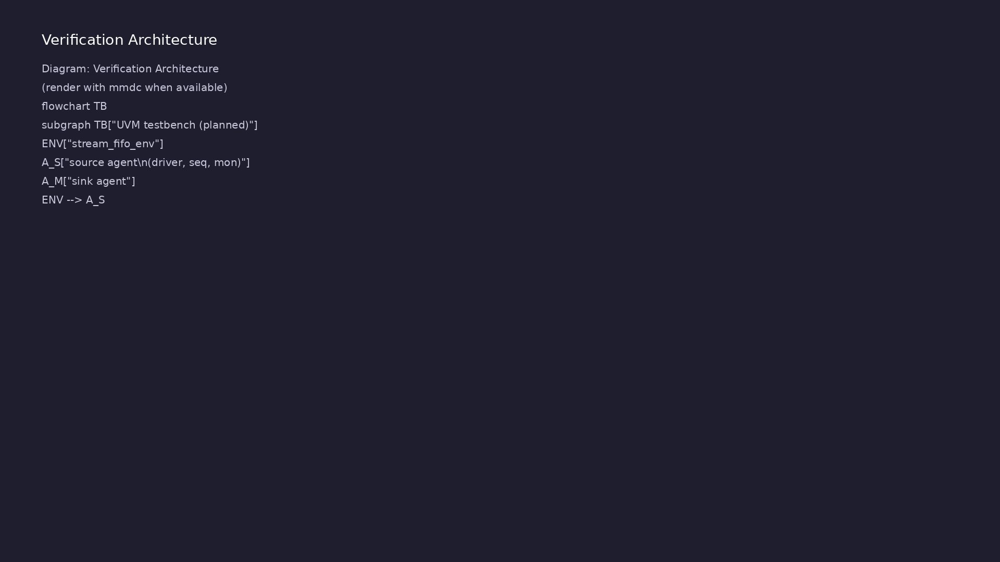 Verification Architecture
Diagram: Verification Architecture
(render with mmdc when available)
flowchart TB
subgraph TB["UVM testbench (planned)"]
ENV["stream_fifo_env"]
A_S["source agent\n(driver, seq, mon)"]
A_M["sink agent"]
ENV --> A_S